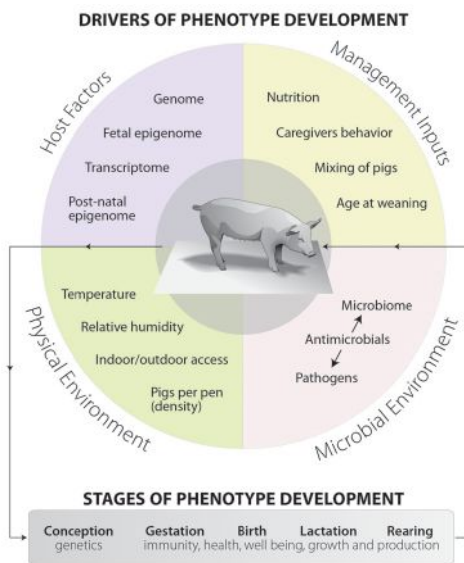 DRIVERS OF PHENOTYPE DEVELOPMENT
Host Factors
Genome
Fetal epigenome
Transcriptome
Post-natal
epigenome
Management Inputs
Nutrition
Caregivers behavior
Mixing of pigs
Age at weaning
Physical Environment
Temperature
Relative humidity
Indoor/outdoor access
Pigs per pen
(density)
Microbial Environment
Microbiome
Antimicrobials
Pathogens
STAGES OF PHENOTYPE DEVELOPMENT
Conception Gestation Birth Lactation Rearing
genetics immunity, health, well being, growth and production